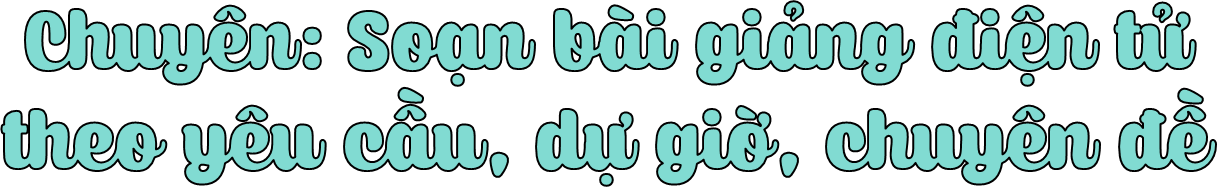 Chuyên: Soạn bài giảng điện tử
theo yêu cầu, dự giờ, chuyên đề